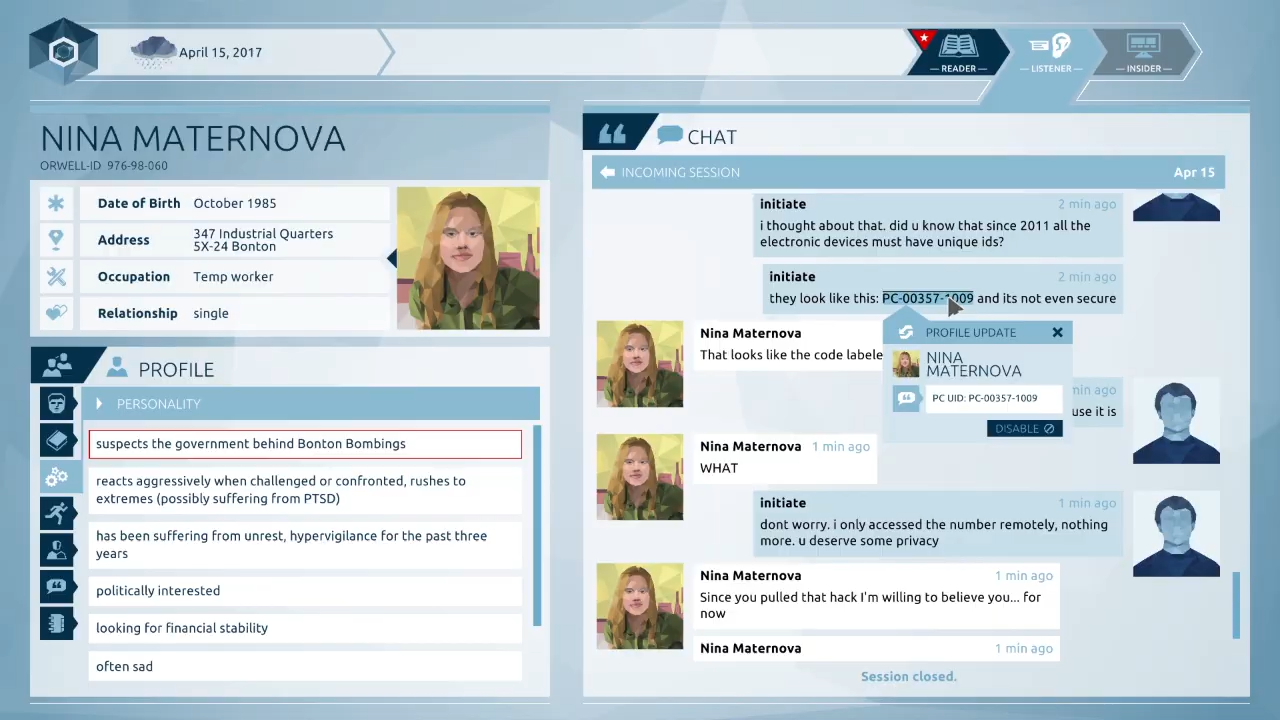 April 15, 2017
READER
LISTENER
INSIDER
NINA MATERNOVA
ORWELL-ID 976-98-060
Date of Birth October 1985
Address 347 Industrial Quarters
5X-24 Bonton
Occupation Temp worker
Relationship single
PROFILE
PERSONALITY
suspects the government behind Bonton Bombings
reacts aggressively when challenged or confronted, rushes to
extremes (possibly suffering from PTSD)
has been suffering from unrest, hypervigilance for the past three
years
politically interested
looking for financial stability
often sad
CHAT
INCOMING SESSION Apr 15
initiate 2 min ago
i thought about that. did u know that since 2011 all the
electronic devices must have unique ids?
initiate 2 min ago
they look like this: PC-00357-1009 and its not even secure
Nina Maternova
That looks like the code labele
PROFILE UPDATE
NINA
MATERNOVA
PC UID: PC-00357-1009
DISABLE
min ago
use it is
Nina Maternova 1 min ago
WHAT
initiate 1 min ago
dont worry. i only accessed the number remotely, nothing
more. u deserve some privacy
Nina Maternova 1 min ago
Since you pulled that hack I'm willing to believe you... for
now
Nina Maternova 1 min ago
Session closed.